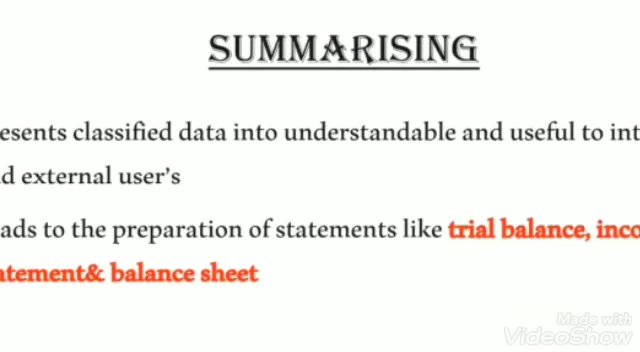 SUMMARISING
esents classified data into understandable and useful to int
d external user's
ads to the preparation of statements like trial balance, inco
atement& balance sheet
Made with
VideoShow